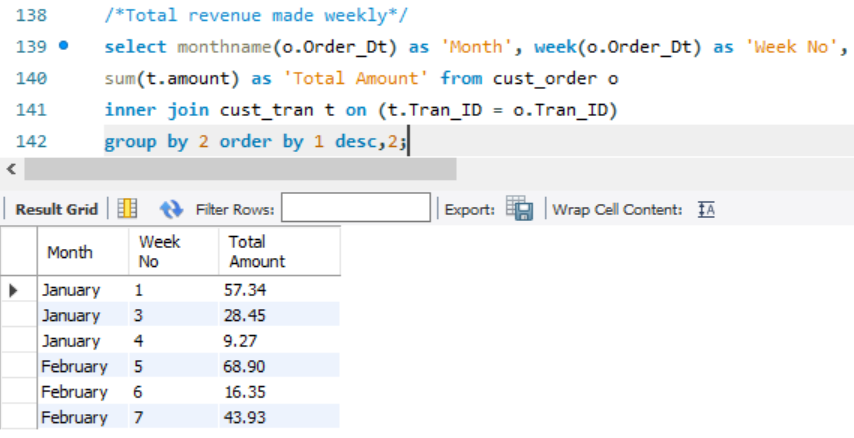 138 /*Total revenue made weekly*/
139 select monthname(o.Order_Dt) as 'Month', week(o.Order_Dt) as 'Week No',
140 sum(t.amount) as 'Total Amount' from cust_order o
141 inner join cust_tran t on (t.Tran_ID = o.Tran_ID)
142 group by 2 order by 1 desc,2;
Result Grid Filter Rows: Export: Wrap Cell Content: IA
Month Week No Total Amount
January 1 57.34
January 3 28.45
January 4 9.27
February 5 68.90
February 6 16.35
February 7 43.93